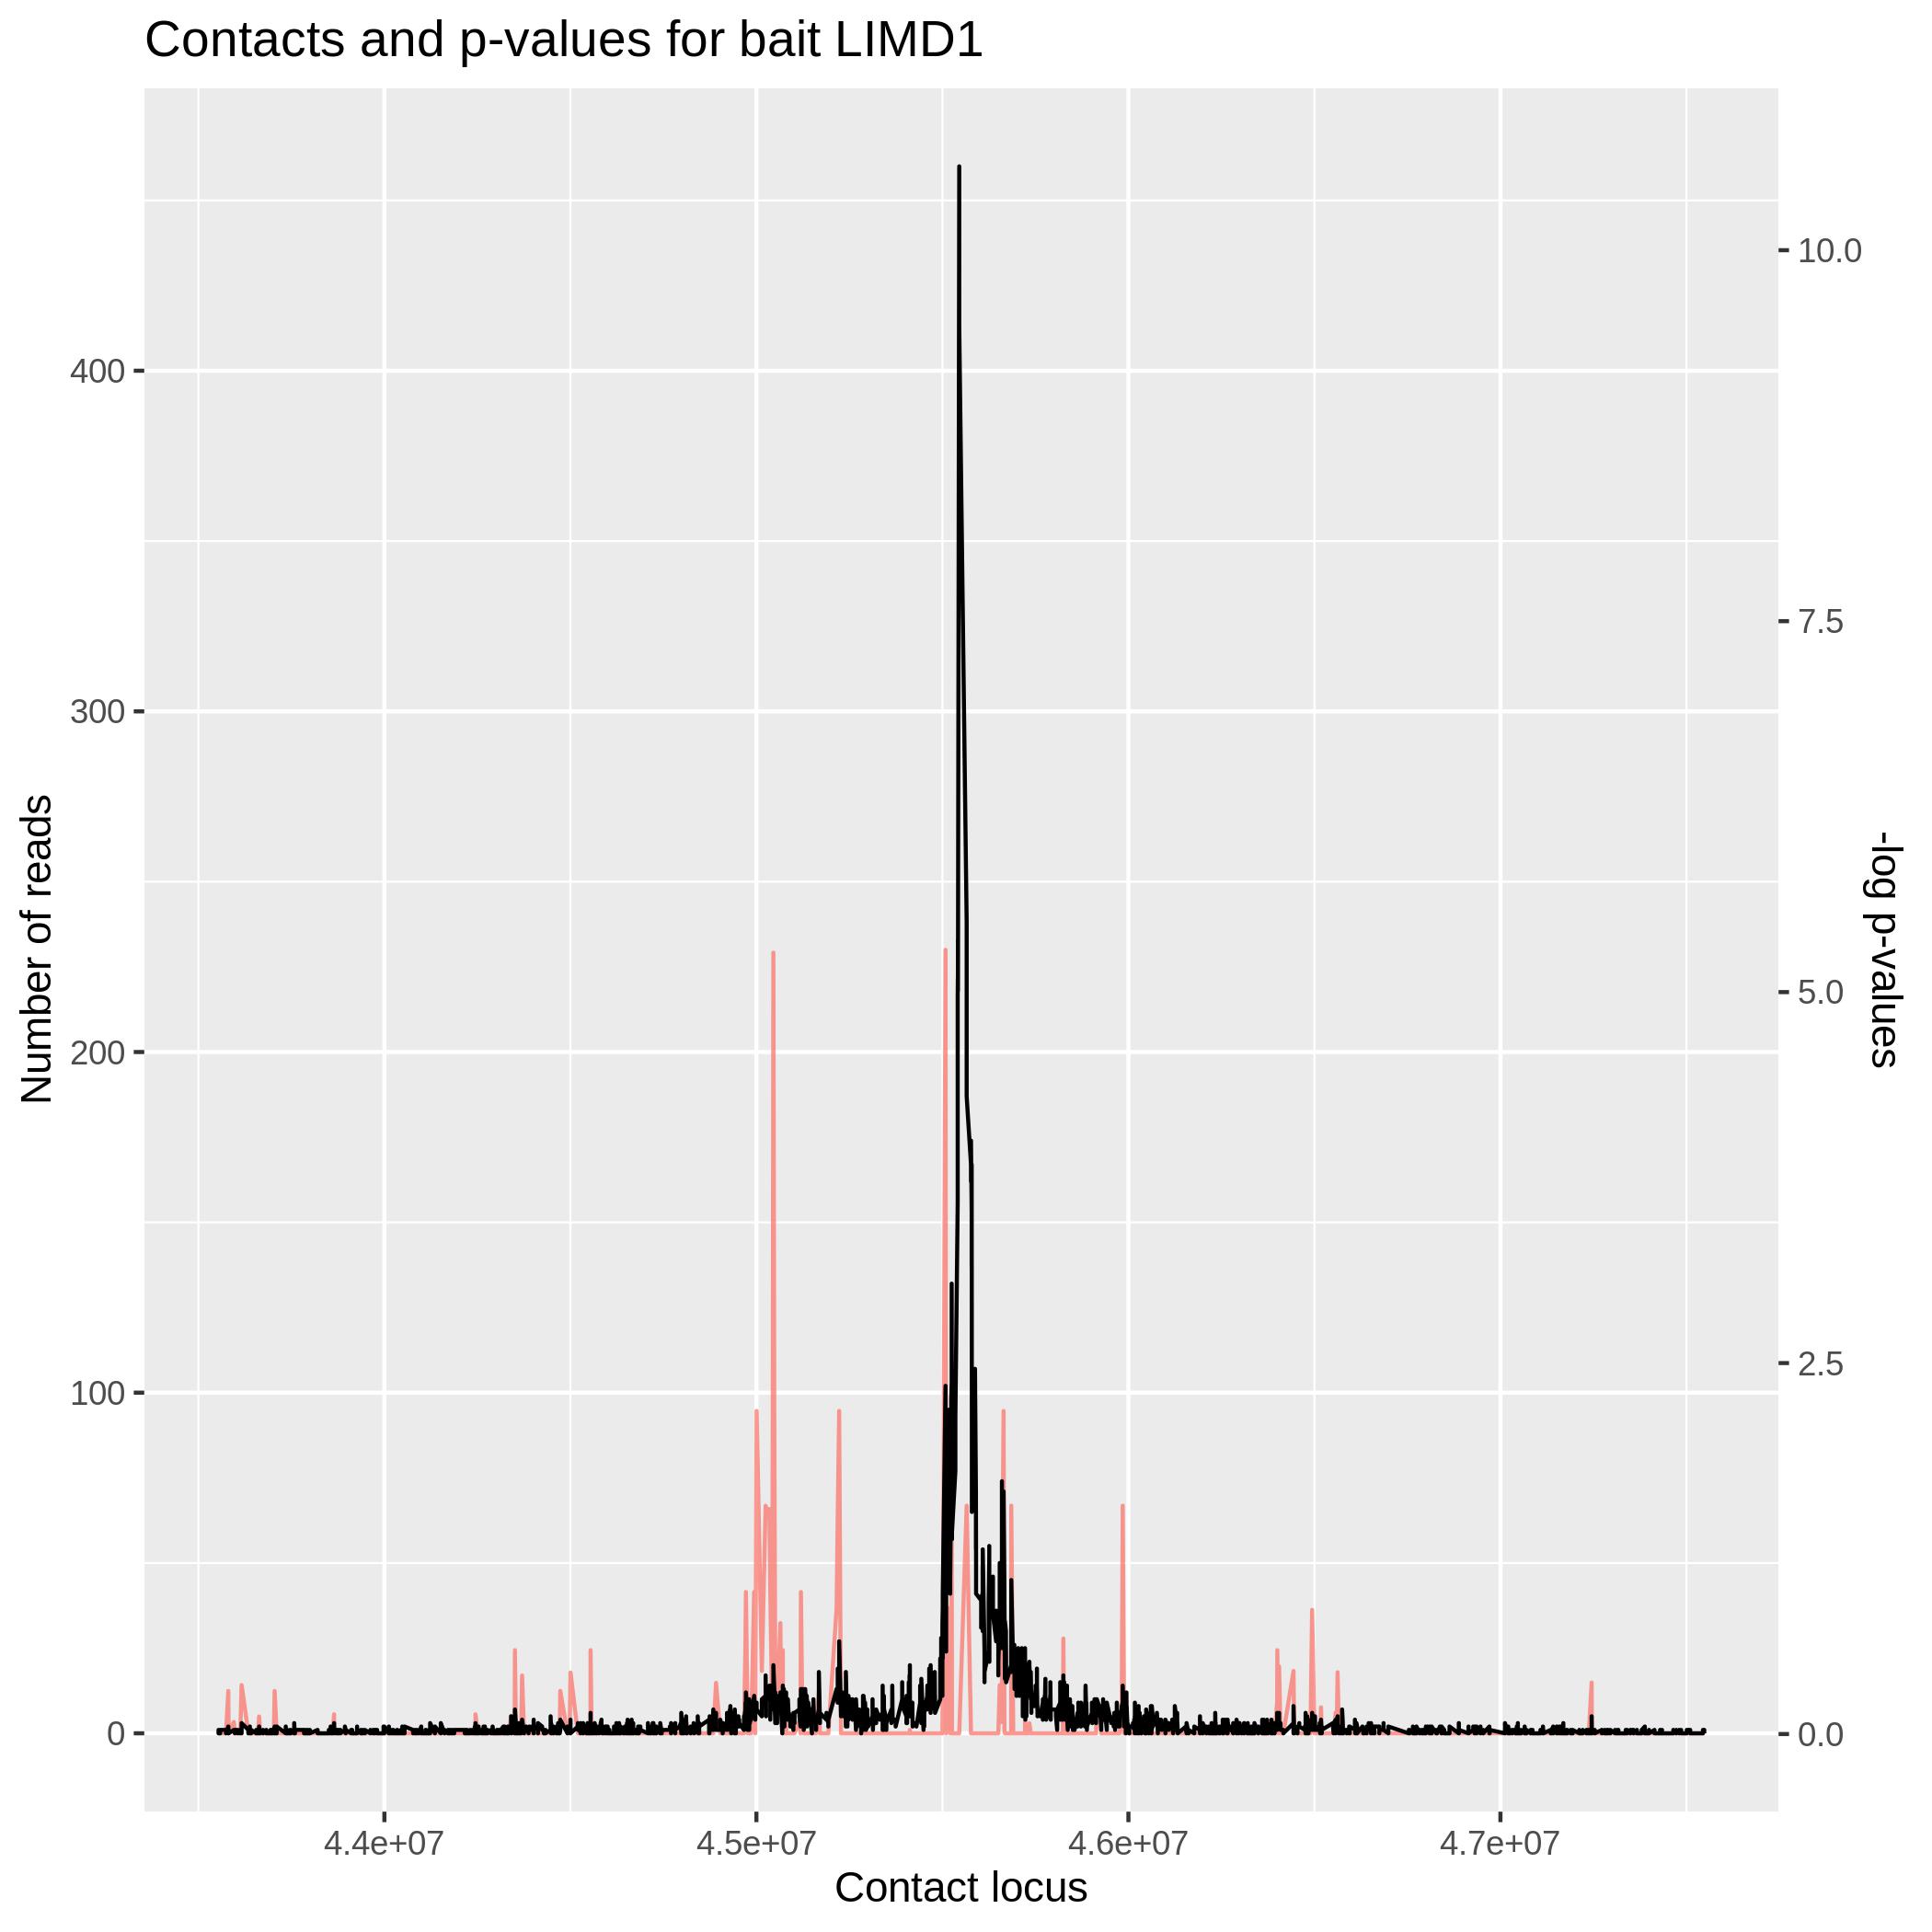 Contacts and p-values for bait LIMD1
Number of reads
400
300
200
100
0
10.0
7.5
5.0
2.5
0.0
-log p-values
4.4e+07 4.5e+07 4.6e+07 4.7e+07
Contact locus